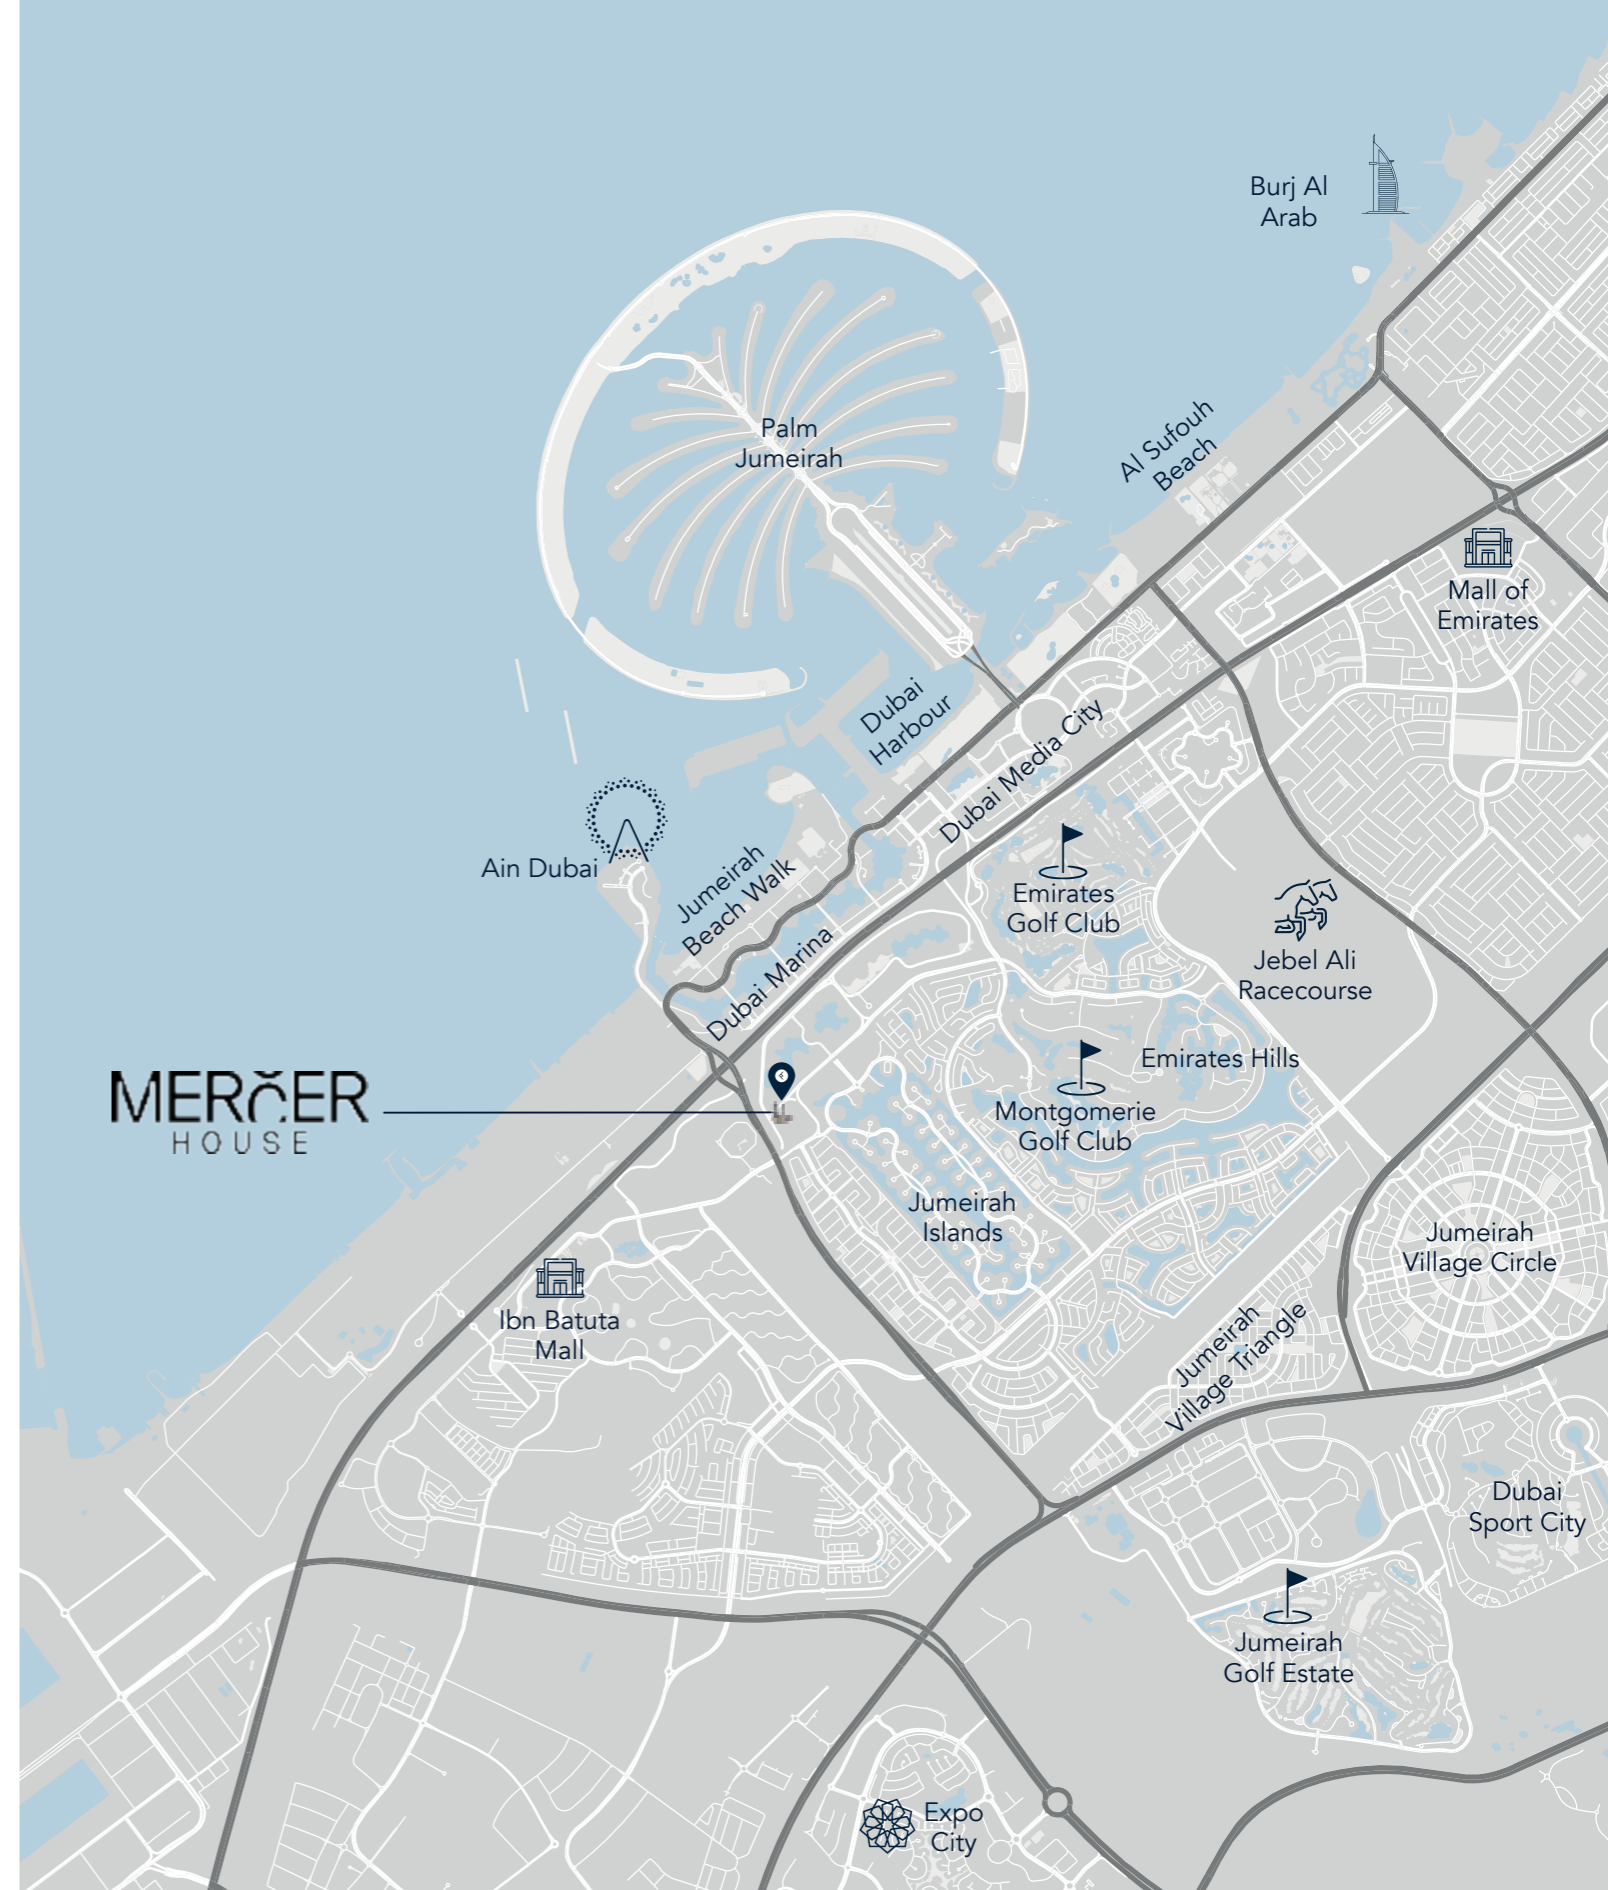 Burj Al
Arab
Palm
Jumeirah
Al Sufouh
Beach
Mall of
Emirates
Dubai
Harbour
Dubai Media City
Ain Dubai
Jumeirah
Beach Walk
Emirates
Golf Club
Jebel Ali
Racecourse
Dubai Marina
Emirates Hills
MERCER
HOUSE
Montgomerie
Golf Club
Jumeirah
Islands
Jumeirah
Village Circle
Ibn Batuta
Mall
Jumeirah
Village Triangle
Dubai
Sport City
Jumeirah
Golf Estate
Expo
City